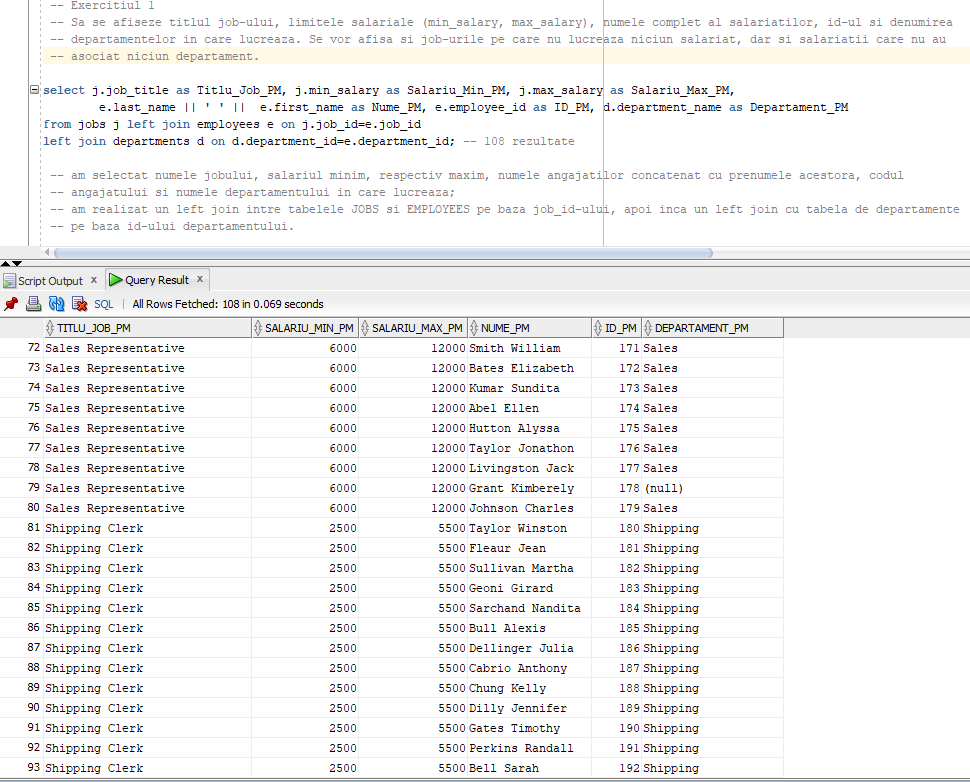 -- Exercitiul 1
-- Sa se afiseze titlul job-ului, limitele salariale (min_salary, max_salary), numele complet al salariatilor, id-ul si denumirea
-- departamentelor in care lucreaza. Se vor afisa si job-urile pe care nu lucreaza niciun salariat, dar si salariatii care nu au
-- asociat niciun departament.
select j.job_title as Titlu_Job_PM, j.min_salary as Salariu_Min_PM, j.max_salary as Salariu_Max_PM,
e.last_name || ' ' || e.first_name as Nume_PM, e.employee_id as ID_PM, d.department_name as Departament_PM
from jobs j left join employees e on j.job_id=e.job_id
left join departments d on d.department_id=e.department_id; -- 108 rezultate
-- am selectat numele jobului, salariul minim, respectiv maxim, numele angajatilor concatenat cu prenumele acestora, codul
-- angajatului si numele departamentului in care lucreaza;
-- am realizat un left join intre tabelele JOBS si EMPLOYEES pe baza job_id-ului, apoi inca un left join cu tabela de departamente
-- pe baza id-ului departamentului.
Script Output x Query Result x
SQL | All Rows Fetched: 108 in 0.069 seconds
TITLU_JOB_PM SALARIU_MIN_PM SALARIU_MAX_PM NUME_PM ID_PM DEPARTAMENT_PM
72 Sales Representative 6000 12000 Smith William 171 Sales
73 Sales Representative 6000 12000 Bates Elizabeth 172 Sales
74 Sales Representative 6000 12000 Kumar Sundita 173 Sales
75 Sales Representative 6000 12000 Abel Ellen 174 Sales
76 Sales Representative 6000 12000 Hutton Alyssa 175 Sales
77 Sales Representative 6000 12000 Taylor Jonathon 176 Sales
78 Sales Representative 6000 12000 Livingston Jack 177 Sales
79 Sales Representative 6000 12000 Grant Kimberely 178 (null)
80 Sales Representative 6000 12000 Johnson Charles 179 Sales
81 Shipping Clerk 2500 5500 Taylor Winston 180 Shipping
82 Shipping Clerk 2500 5500 Fleaur Jean 181 Shipping
83 Shipping Clerk 2500 5500 Sullivan Martha 182 Shipping
84 Shipping Clerk 2500 5500 Geoni Girard 183 Shipping
85 Shipping Clerk 2500 5500 Sarchand Nandita 184 Shipping
86 Shipping Clerk 2500 5500 Bull Alexis 185 Shipping
87 Shipping Clerk 2500 5500 Dellinger Julia 186 Shipping
88 Shipping Clerk 2500 5500 Cabrio Anthony 187 Shipping
89 Shipping Clerk 2500 5500 Chung Kelly 188 Shipping
90 Shipping Clerk 2500 5500 Dilly Jennifer 189 Shipping
91 Shipping Clerk 2500 5500 Gates Timothy 190 Shipping
92 Shipping Clerk 2500 5500 Perkins Randall 191 Shipping
93 Shipping Clerk 2500 5500 Bell Sarah 192 Shipping